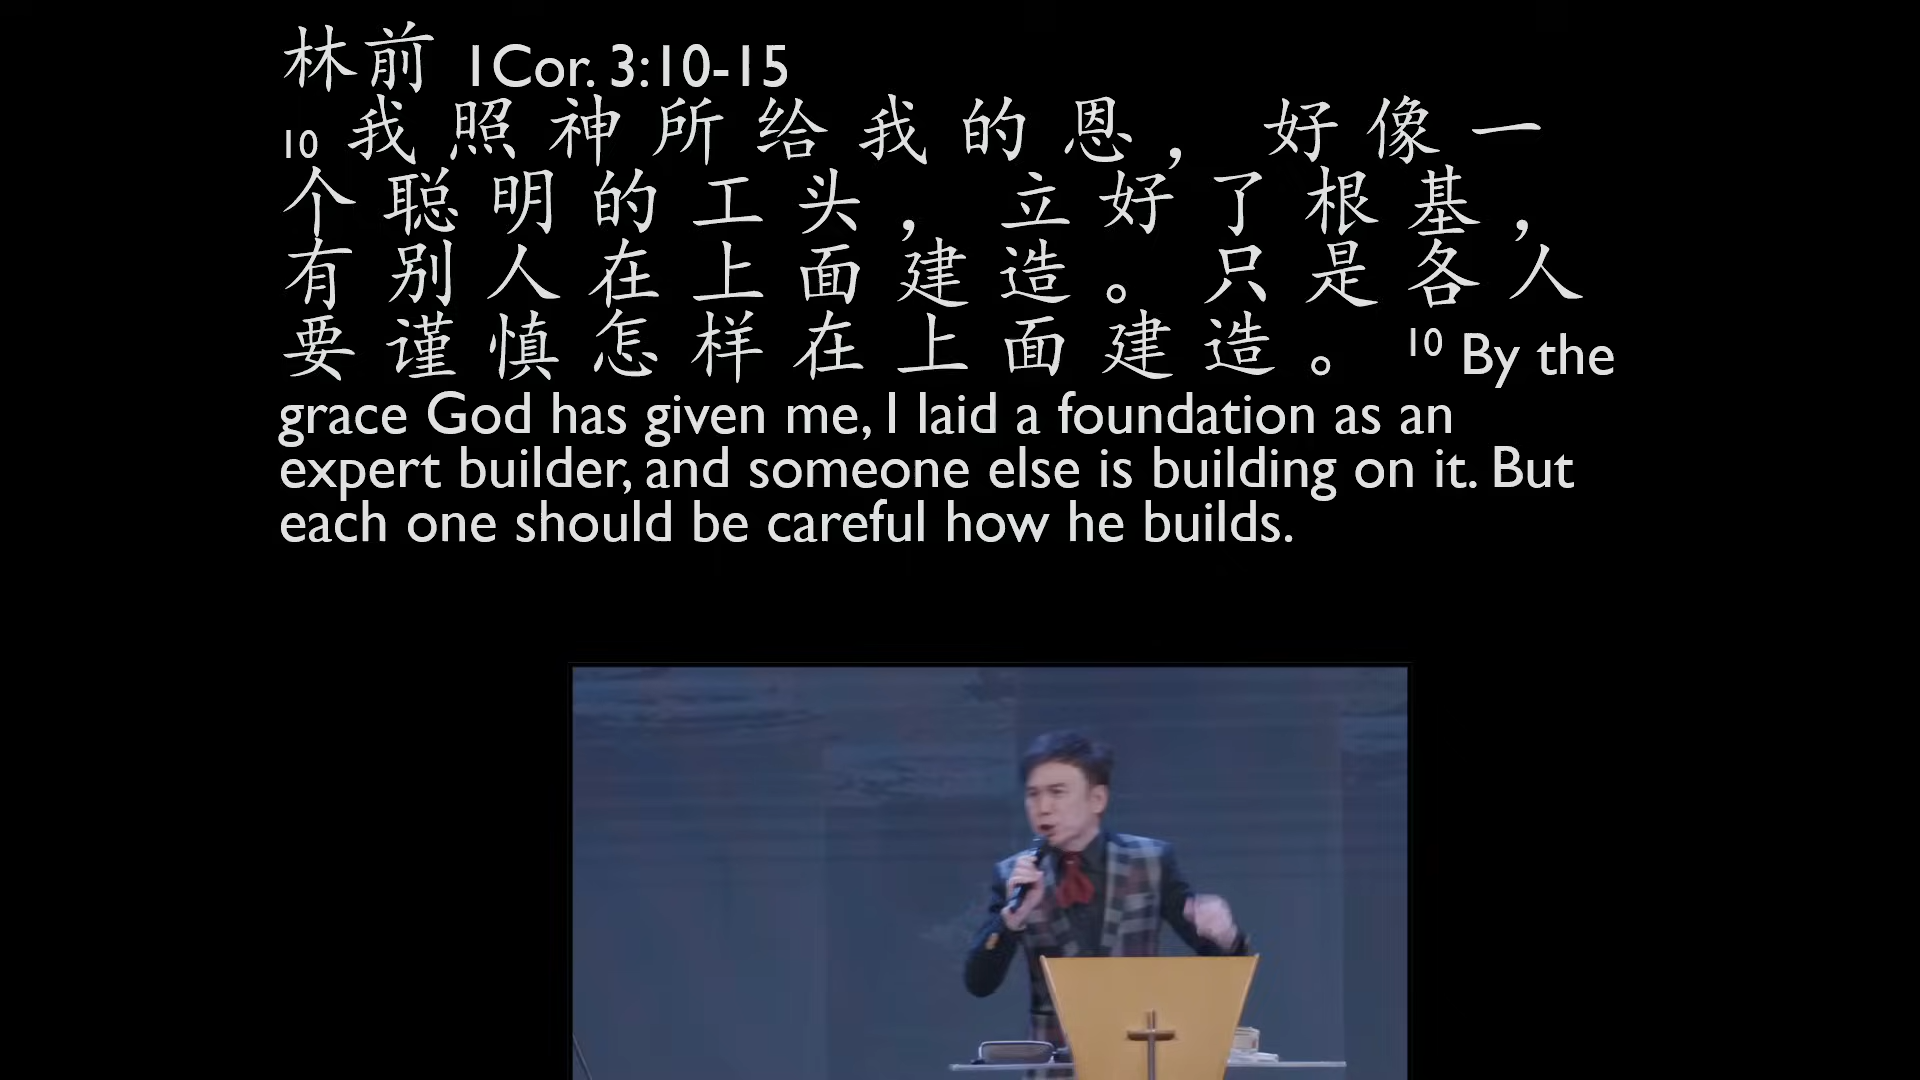 林前 1Cor. 3:10-15
10 我照神所给我的恩，好像一
个聪明的工头，立好了根基，
有别人在上面建造。只是各人
要谨慎怎样在上面建造。 10 By the
grace God has given me, I laid a foundation as an
expert builder, and someone else is building on it. But
each one should be careful how he builds.